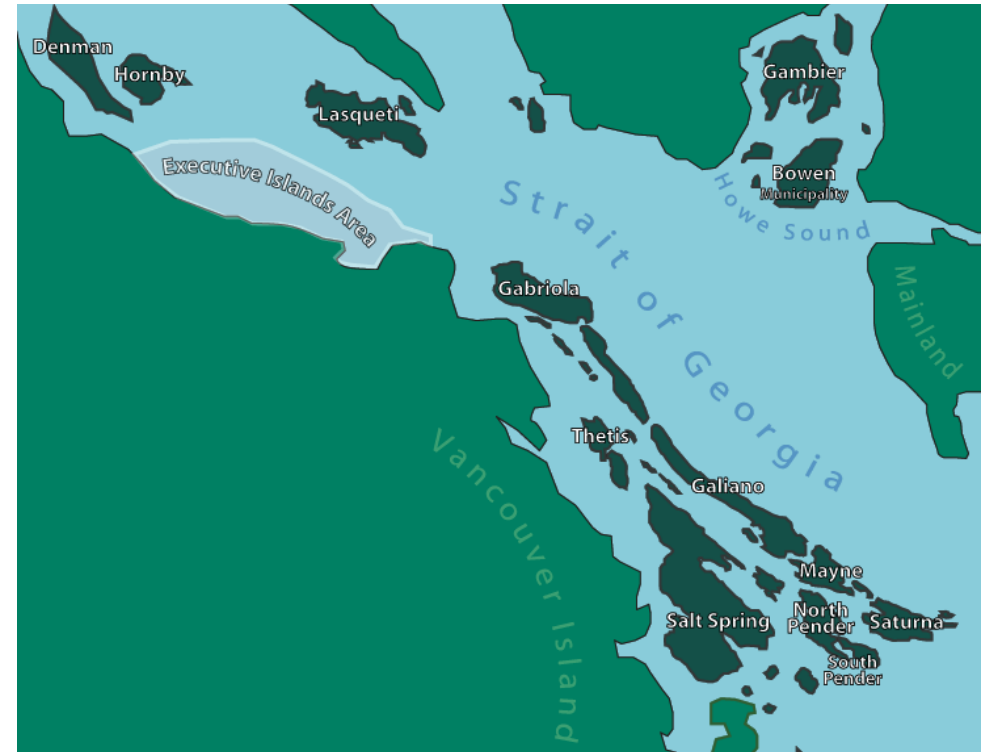 Denman
Hornby
Lasqueti
Gambier
Executive Islands Area
Bowen
Municipality
Howe Sound
Strait of Georgia
Gabriola
Mainland
Thetis
Vancouver Island
Galiano
Mayne
Salt Spring
North
Pender
Saturna
South
Pender